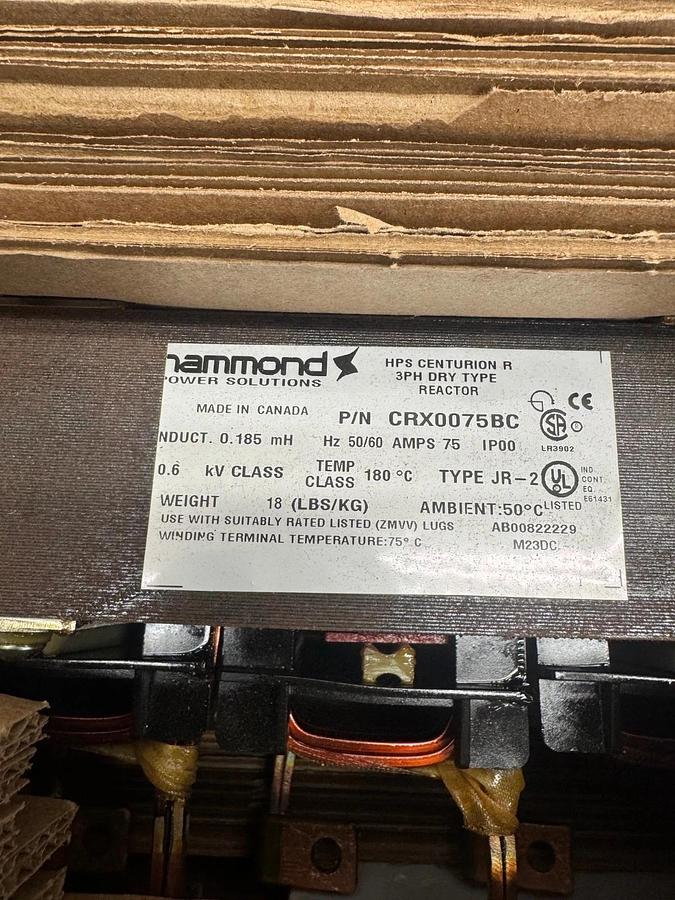 hammond
POWER SOLUTIONS
HPS CENTURION R
3PH DRY TYPE
REACTOR
MADE IN CANADA
P/N CRX0075BC
CE
SA
LR3902
NDUCT. 0.185 mH Hz 50/60 AMPS 75 IP00
0.6 kV CLASS TEMP CLASS 180 °C TYPE JR-2
UL
LISTED
IND
CONT.
EQ.
E61431
WEIGHT 18 (LBS/KG) AMBIENT:50°C
USE WITH SUITABLY RATED LISTED (ZMVV) LUGS AB00822229
WINDING TERMINAL TEMPERATURE:75° C M23DC